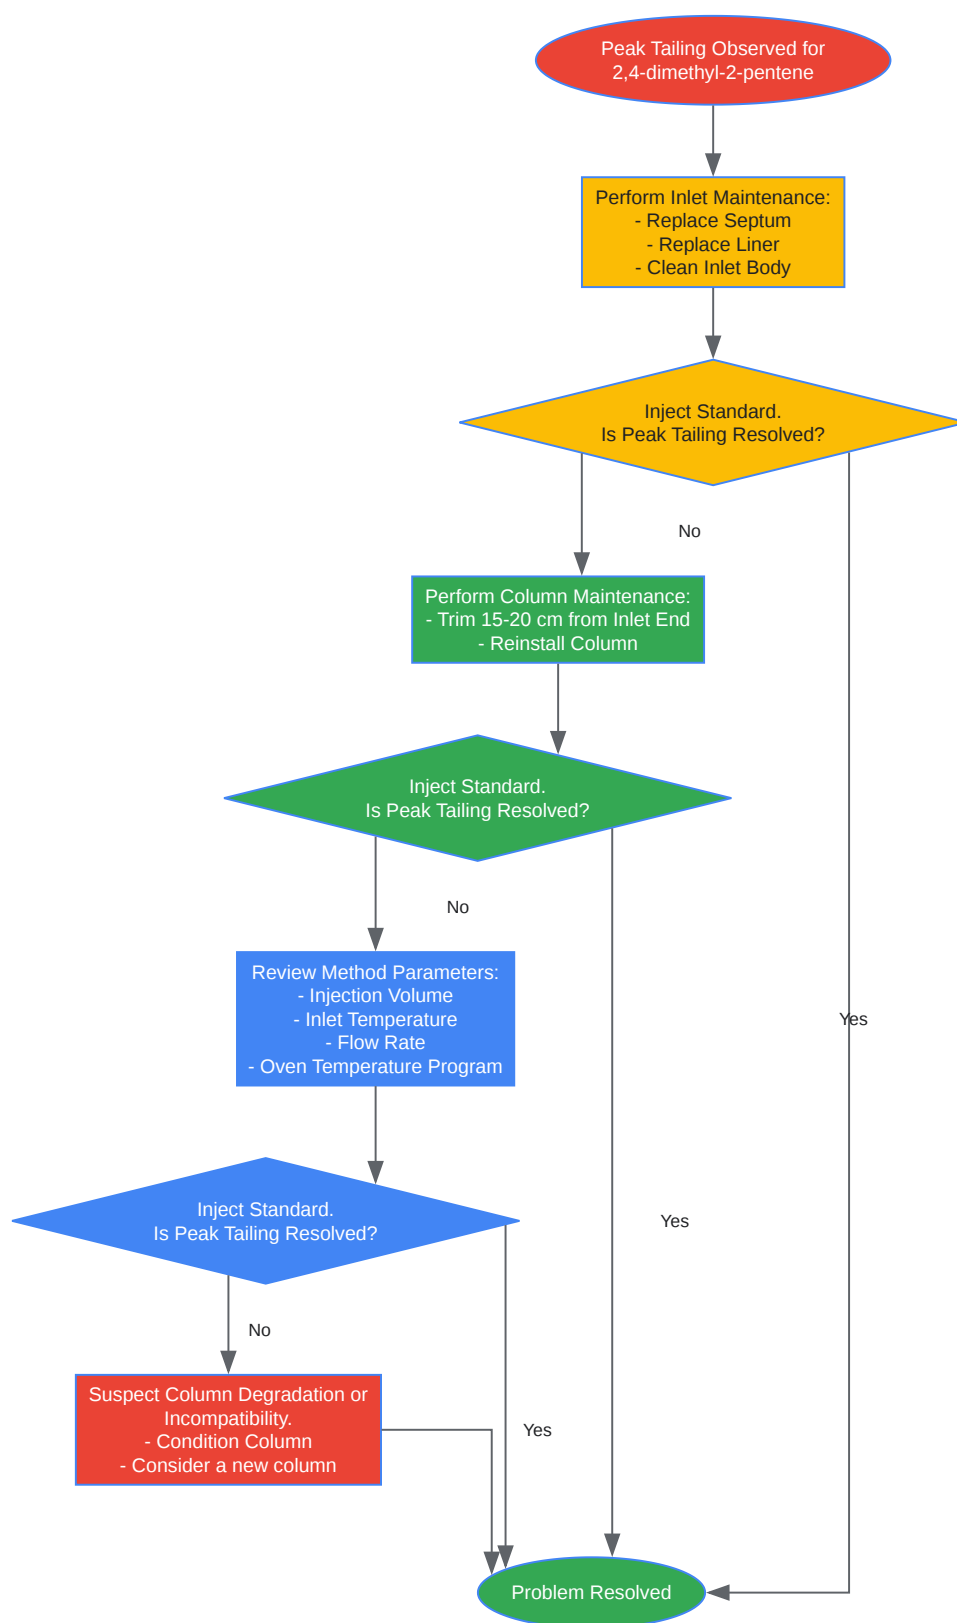 Peak Tailing Observed for
2,4-dimethyl-2-pentene
Perform Inlet Maintenance:
- Replace Septum
- Replace Liner
- Clean Inlet Body
Inject Standard.
Is Peak Tailing Resolved?
No
Perform Column Maintenance:
- Trim 15-20 cm from Inlet End
- Reinstall Column
Inject Standard.
Is Peak Tailing Resolved?
No
Review Method Parameters:
- Injection Volume
- Inlet Temperature
- Flow Rate
- Oven Temperature Program
Yes
Inject Standard.
Is Peak Tailing Resolved?
Yes
No
Suspect Column Degradation or
Incompatibility.
- Condition Column
- Consider a new column
Yes
Problem Resolved